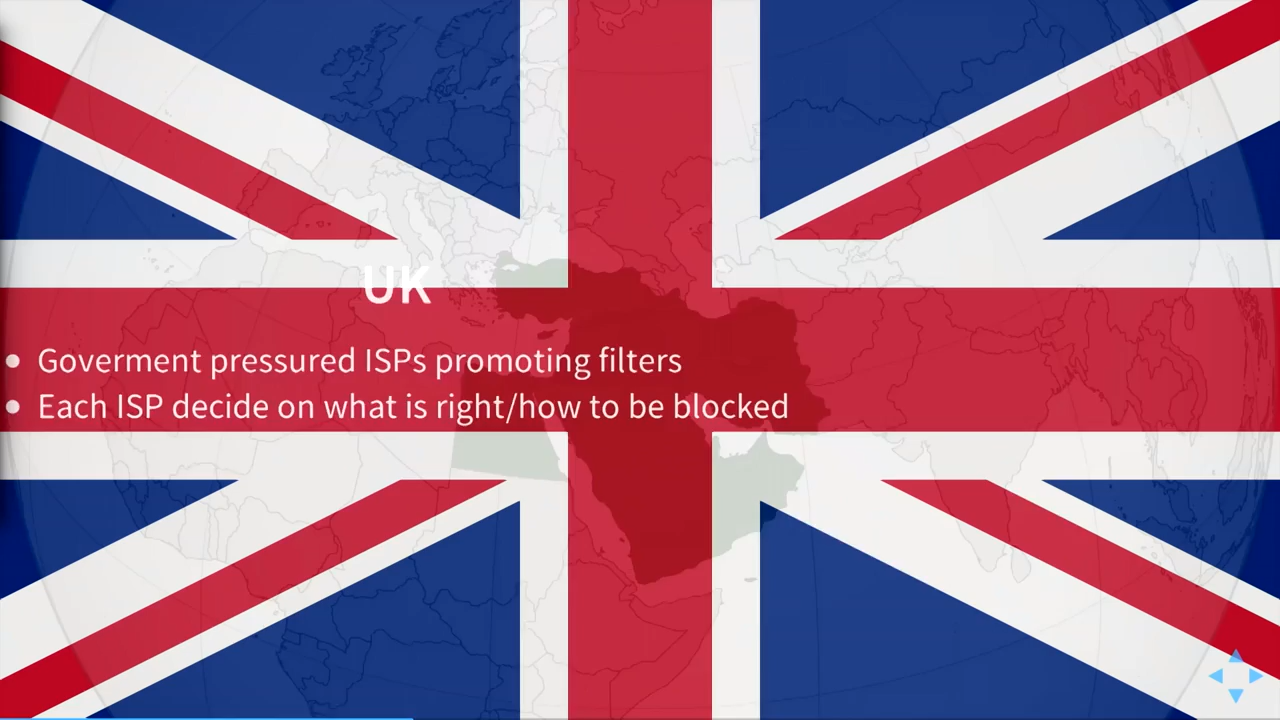 UK
Goverment pressured ISPs promoting filters
Each ISP decide on what is right/how to be blocked